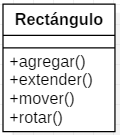 Rectángulo
+agregar()
+extender()
+mover()
+rotar()